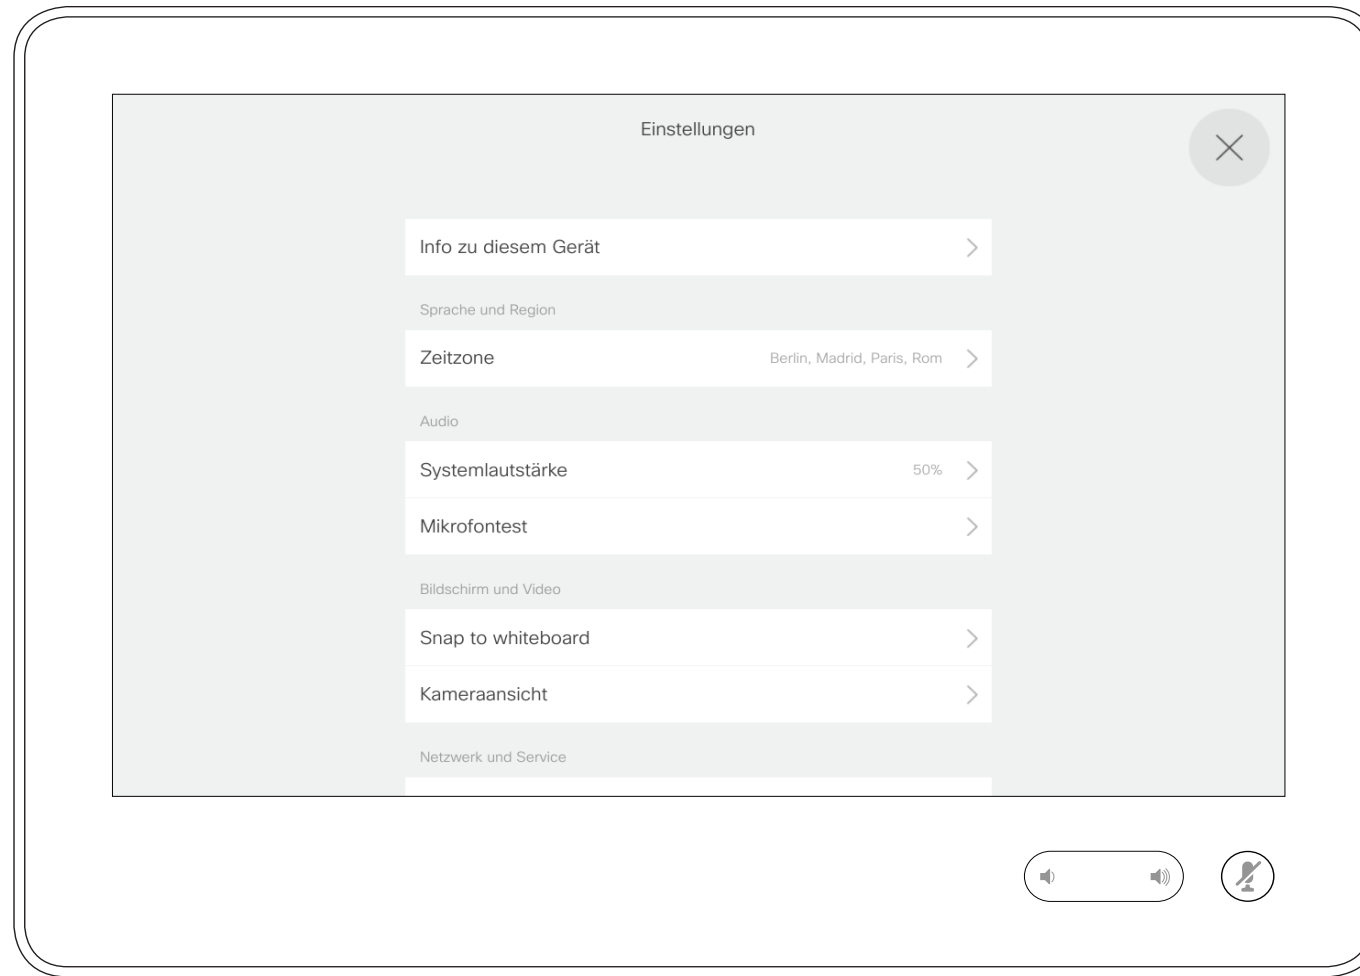 Einstellungen
Info zu diesem Gerät
Sprache und Region
Zeitzone Berlin, Madrid, Paris, Rom
Audio
Systemlautstärke 50%
Mikrofontest
Bildschirm und Video
Snap to whiteboard
Kameraansicht
Netzwerk und Service